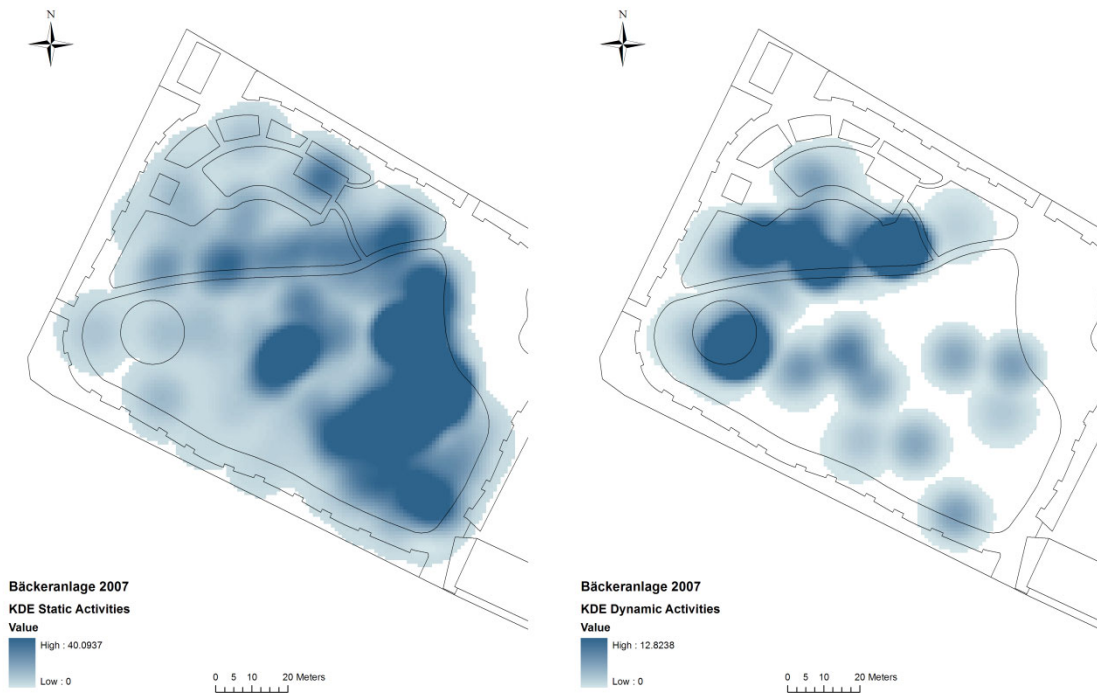 N
Bäckeranlage 2007
KDE Static Activities
Value
High : 40.0937
Low : 0
0 5 10 20 Meters
N
Bäckeranlage 2007
KDE Dynamic Activities
Value
High : 12.8238
Low : 0
0 5 10 20 Meters